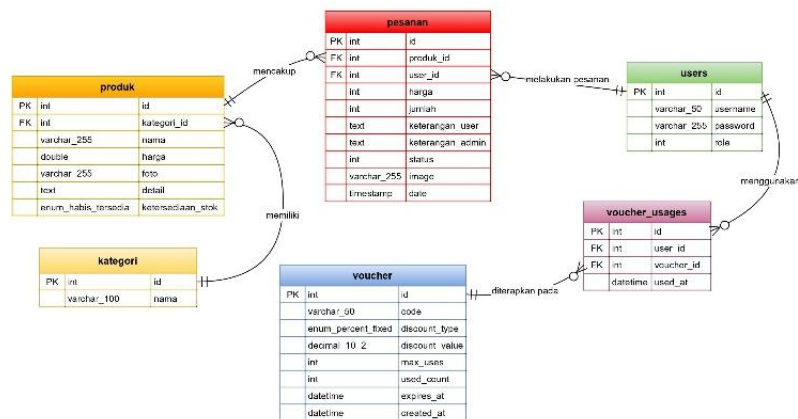 pesanan
PK int id
FK int produk_id
FK int user_id
int harga
int jumlah
text keterangan_user
text keterangan_admin
int status
varchar_255 image
timestamp date
mencakup
melakukan pesanan
produk
PK int id
FK int kategori_id
varchar_255 nama
double harga
varchar_255 foto
text detail
enum_habis_tersedia ketersediaan_stok
users
PK int id
varchar_50 username
varchar_255 password
int role
menggunakan
memiliki
kategori
PK int id
varchar_100 nama
voucher_usages
PK int id
FK int user_id
FK int voucher_id
datetime used_at
diterapkan pada
voucher
PK int id
varchar_50 code
enum_percent_fixed discount_type
decimal_10_2 discount_value
int max_uses
int used_count
datetime expires_at
datetime created_at